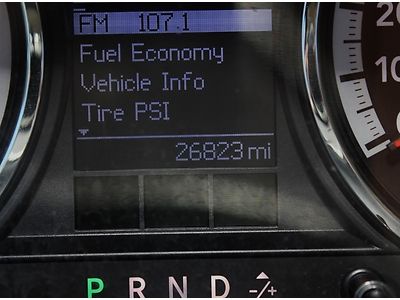 FM 107.1
Fuel Economy
Vehicle Info
Tire PSI
26823 mi
P R N D -/+